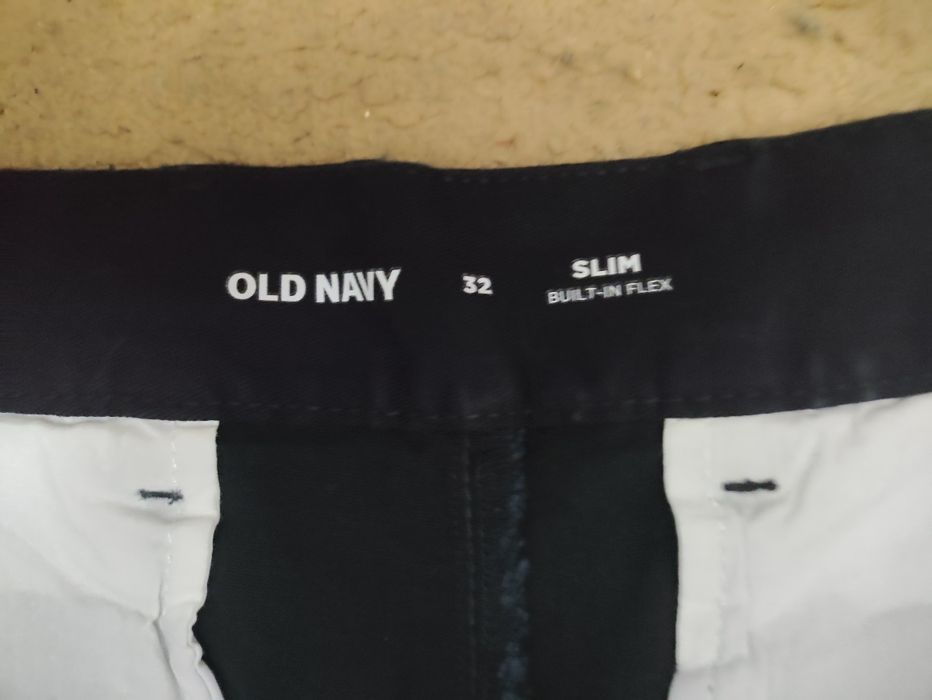 OLD NAVY
32
SLIM
BUILT-IN FLEX